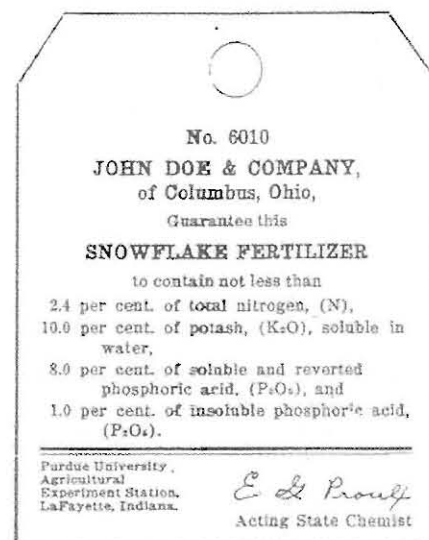 No. 6010
JOHN DOE & COMPANY,
of Columbus, Ohio,
Guarantee this
SNOWFLAKE FERTILIZER
to contain not less than
2.4 per cent. of total nitrogen, (N),
10.0 per cent. of potash, (K₂O), soluble in
water,
8.0 per cent. of soluble and reverted
phosphoric acid, (P₂O₅), and
1.0 per cent. of insoluble phosphoric acid,
(P₂O₅).
Purdue University,
Agricultural
Experiment Station,
LaFayette, Indiana.
E G Proulx
Acting State Chemist